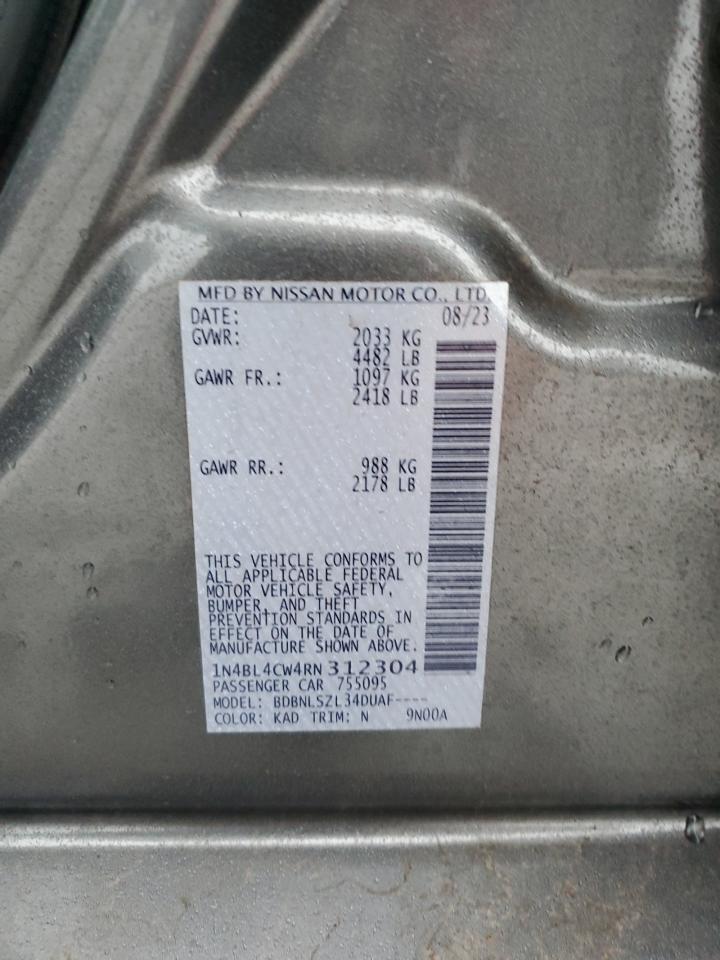 MFD BY NISSAN MOTOR CO., LTD.
DATE: 08/23
GVWR: 2033 KG
4482 LB
GAWR FR.: 1097 KG
2418 LB
GAWR RR.: 988 KG
2178 LB
THIS VEHICLE CONFORMS TO
ALL APPLICABLE FEDERAL
MOTOR VEHICLE SAFETY,
BUMPER, AND THEFT
PREVENTION STANDARDS IN
EFFECT ON THE DATE OF
MANUFACTURE SHOWN ABOVE.
1N4BL4CW4RN312304
PASSENGER CAR 755095
MODEL: BDBNLSZL34DUAF----
COLOR: KAD TRIM: N 9N00A